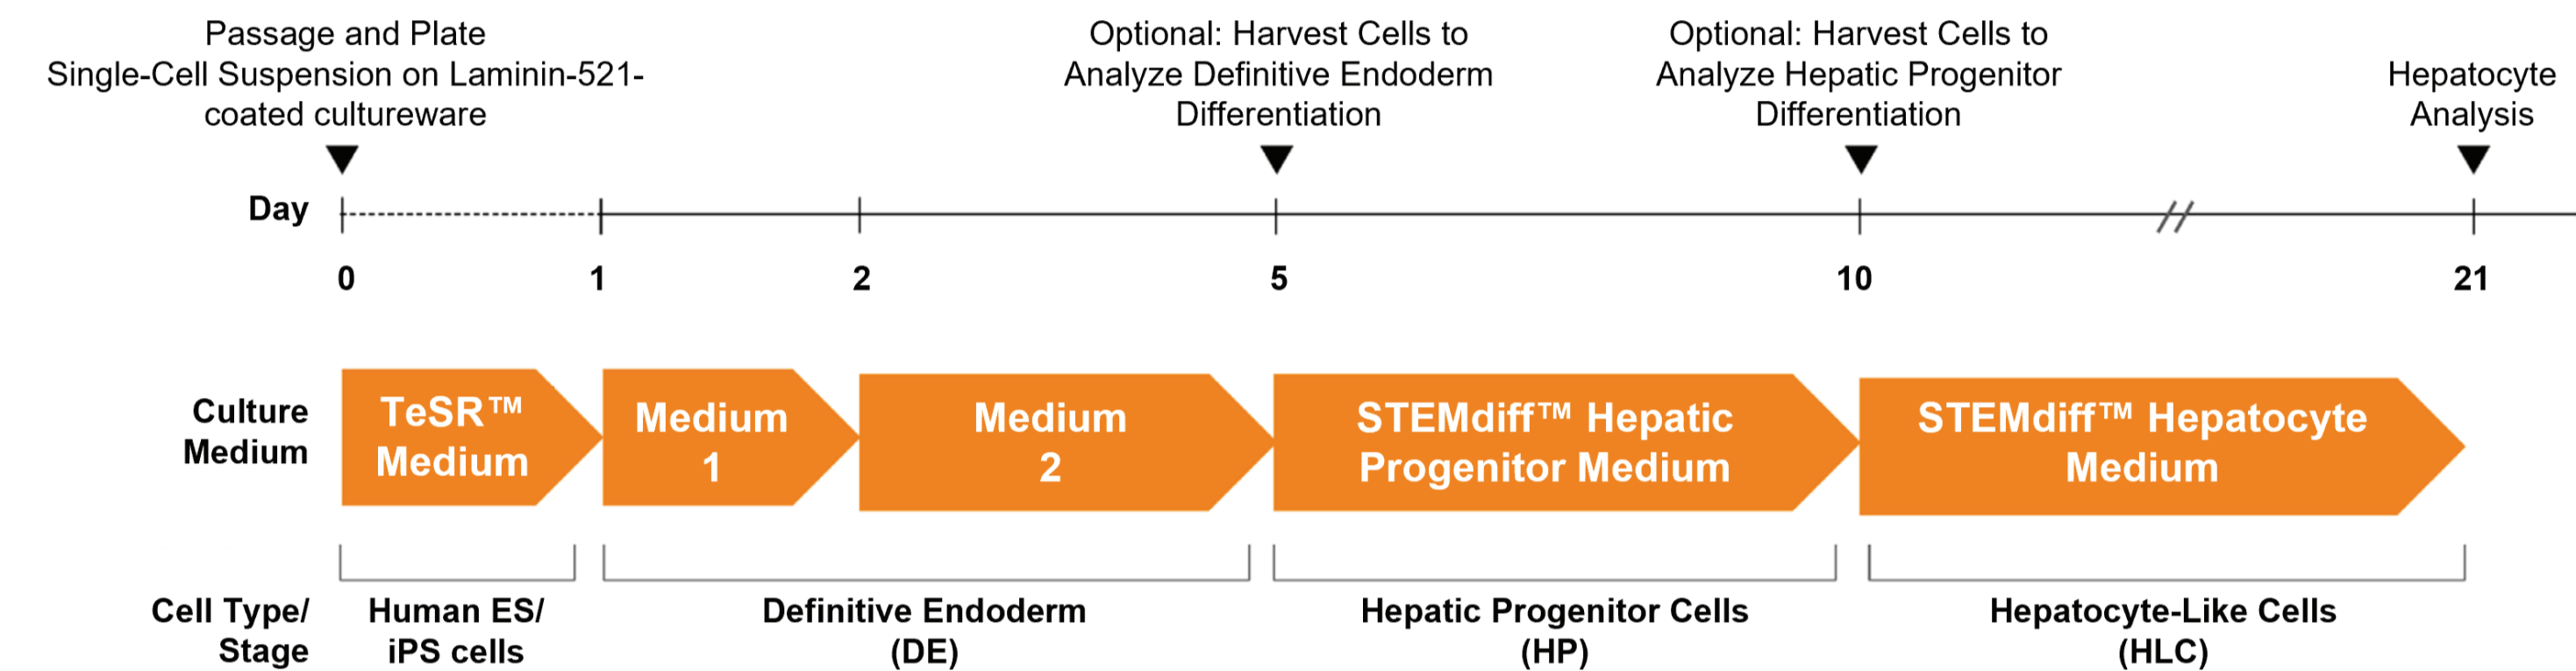 Passage and Plate
Single-Cell Suspension on Laminin-521-
coated cultureware
Optional: Harvest Cells to
Analyze Definitive Endoderm
Differentiation
Optional: Harvest Cells to
Analyze Hepatic Progenitor
Differentiation
Hepatocyte
Analysis
Day
0
1
2
5
10
21
Culture
Medium
TeSR™
Medium
Medium
1
Medium
2
STEMdiff™ Hepatic
Progenitor Medium
STEMdiff™ Hepatocyte
Medium
Cell Type/
Stage
Human ES/
iPS cells
Definitive Endoderm
(DE)
Hepatic Progenitor Cells
(HP)
Hepatocyte-Like Cells
(HLC)